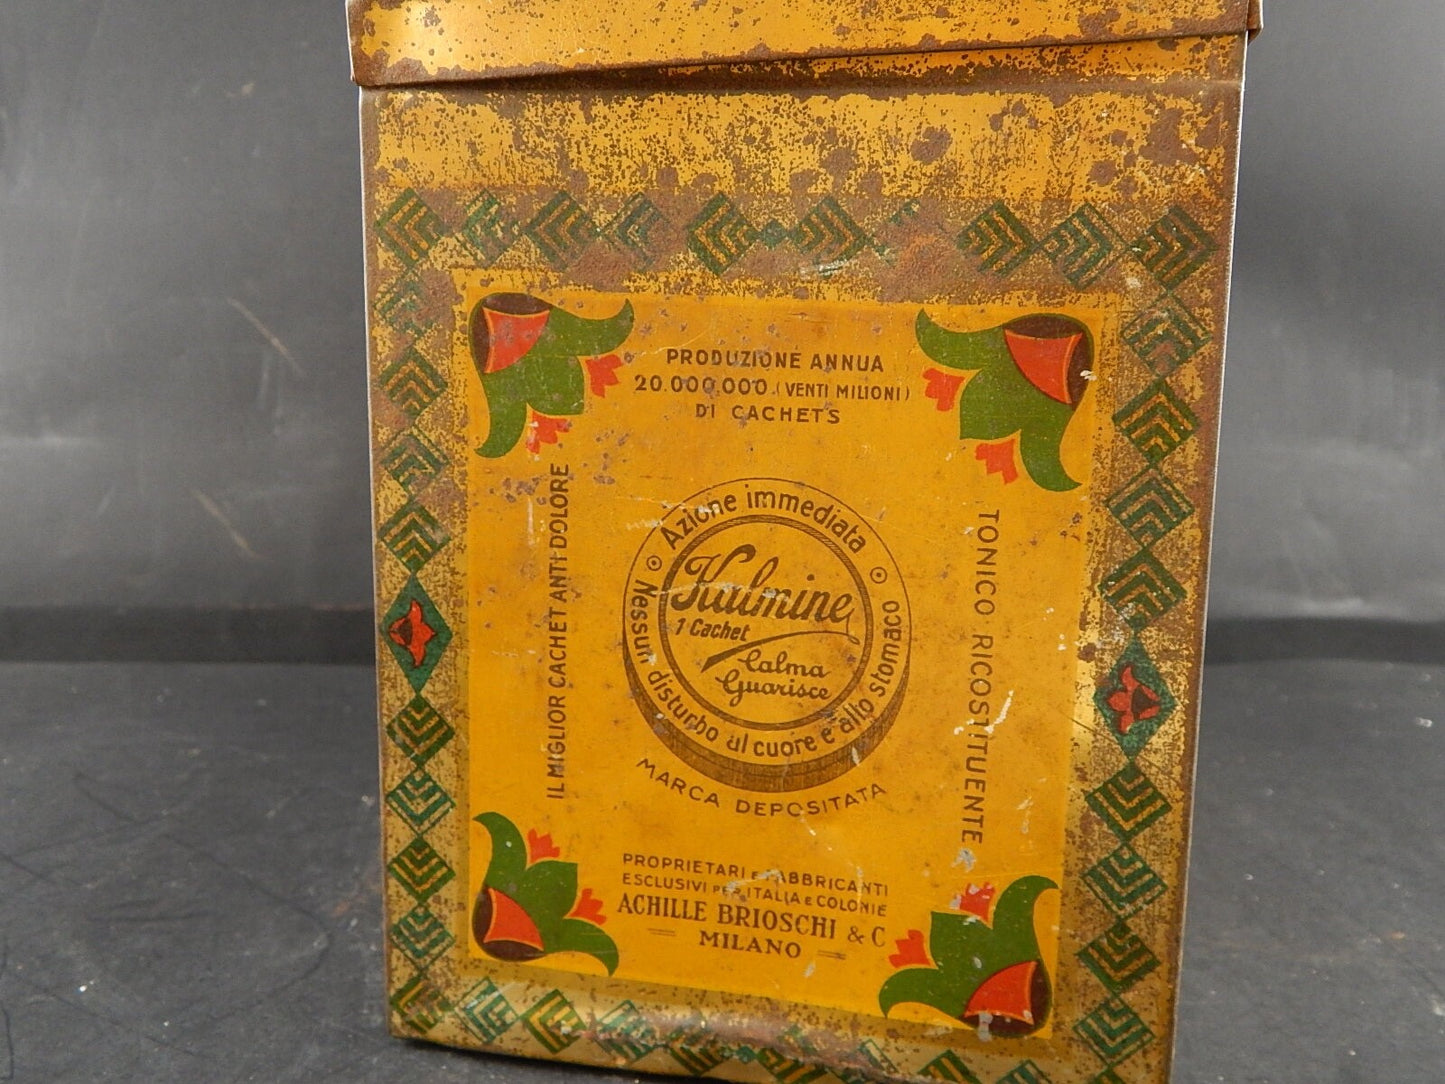 PRODUZIONE ANNUA
20.000.000.(VENTI MILIONI)
DI CACHETS
IL MIGLIOR CACHET ANTI DOLORE
Azione immediata
Kalmine
1 Cachet
Calma
Guarisce
Nessun disturbo al cuore e allo stomaco
MARCA DEPOSITATA
TONICO RICOSTITUENTE
PROPRIETARI E FABBRICANTI
ESCLUSIVI PER ITALIA E COLONIE
ACHILLE BRIOSCHI & C
MILANO